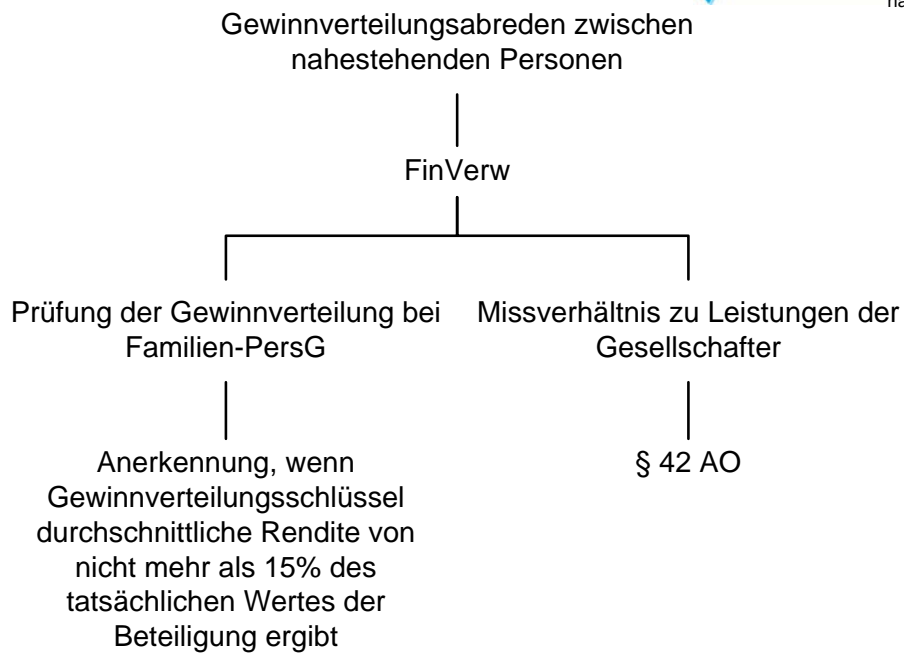 Gewinnverteilungsabreden zwischen
nahestehenden Personen
FinVerw
Prüfung der Gewinnverteilung bei
Familien-PersG
Missverhältnis zu Leistungen der
Gesellschafter
Anerkennung, wenn
Gewinnverteilungsschlüssel
durchschnittliche Rendite von
nicht mehr als 15% des
tatsächlichen Wertes der
Beteiligung ergibt
§ 42 AO